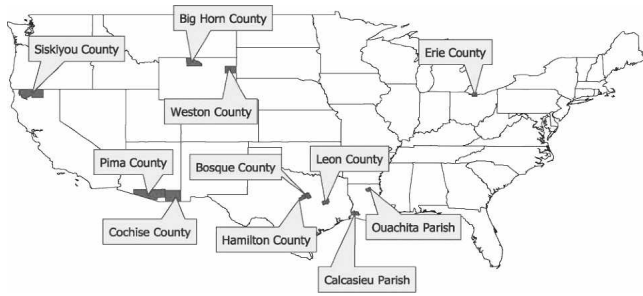 Big Horn County
Siskiyou County
Erie County
Weston County
Pima County
Bosque County
Leon County
Cochise County
Hamilton County
Ouachita Parish
Calcasieu Parish